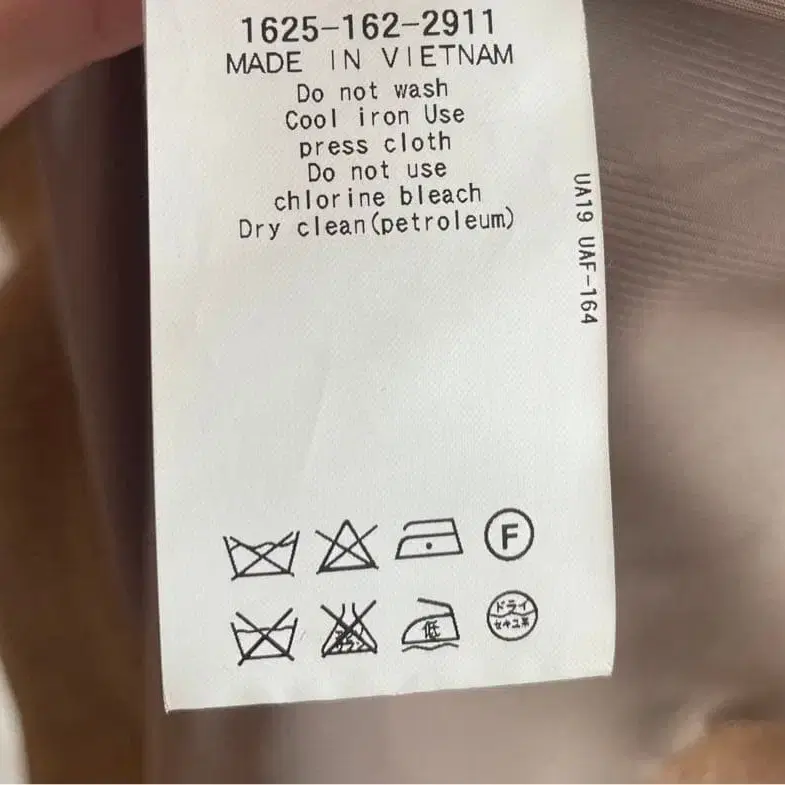 1625-162-2911
MADE IN VIETNAM
Do not wash
Cool iron Use
press cloth
Do not use
chlorine bleach
Dry clean(petroleum)
UA19 UAF-164
F
低
ドライ
セキユ系